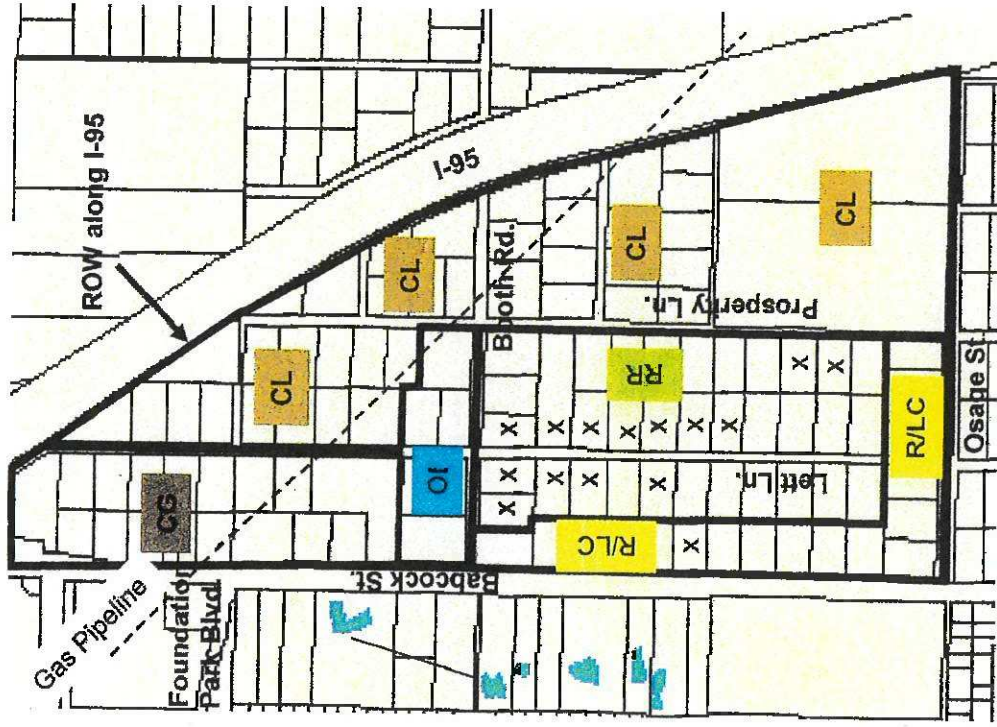 ROW along I-95
I-95
Gas Pipeline
Foundation
Park Blvd.
CG
CL
CL
Booth Rd.
CL
CL
OI
Babcock St.
Prosperity Ln.
RR
Lett Ln.
R/LC
R/LC
Osage St.
X
X X
X X
X X
X
X X
X
X
X
X
X